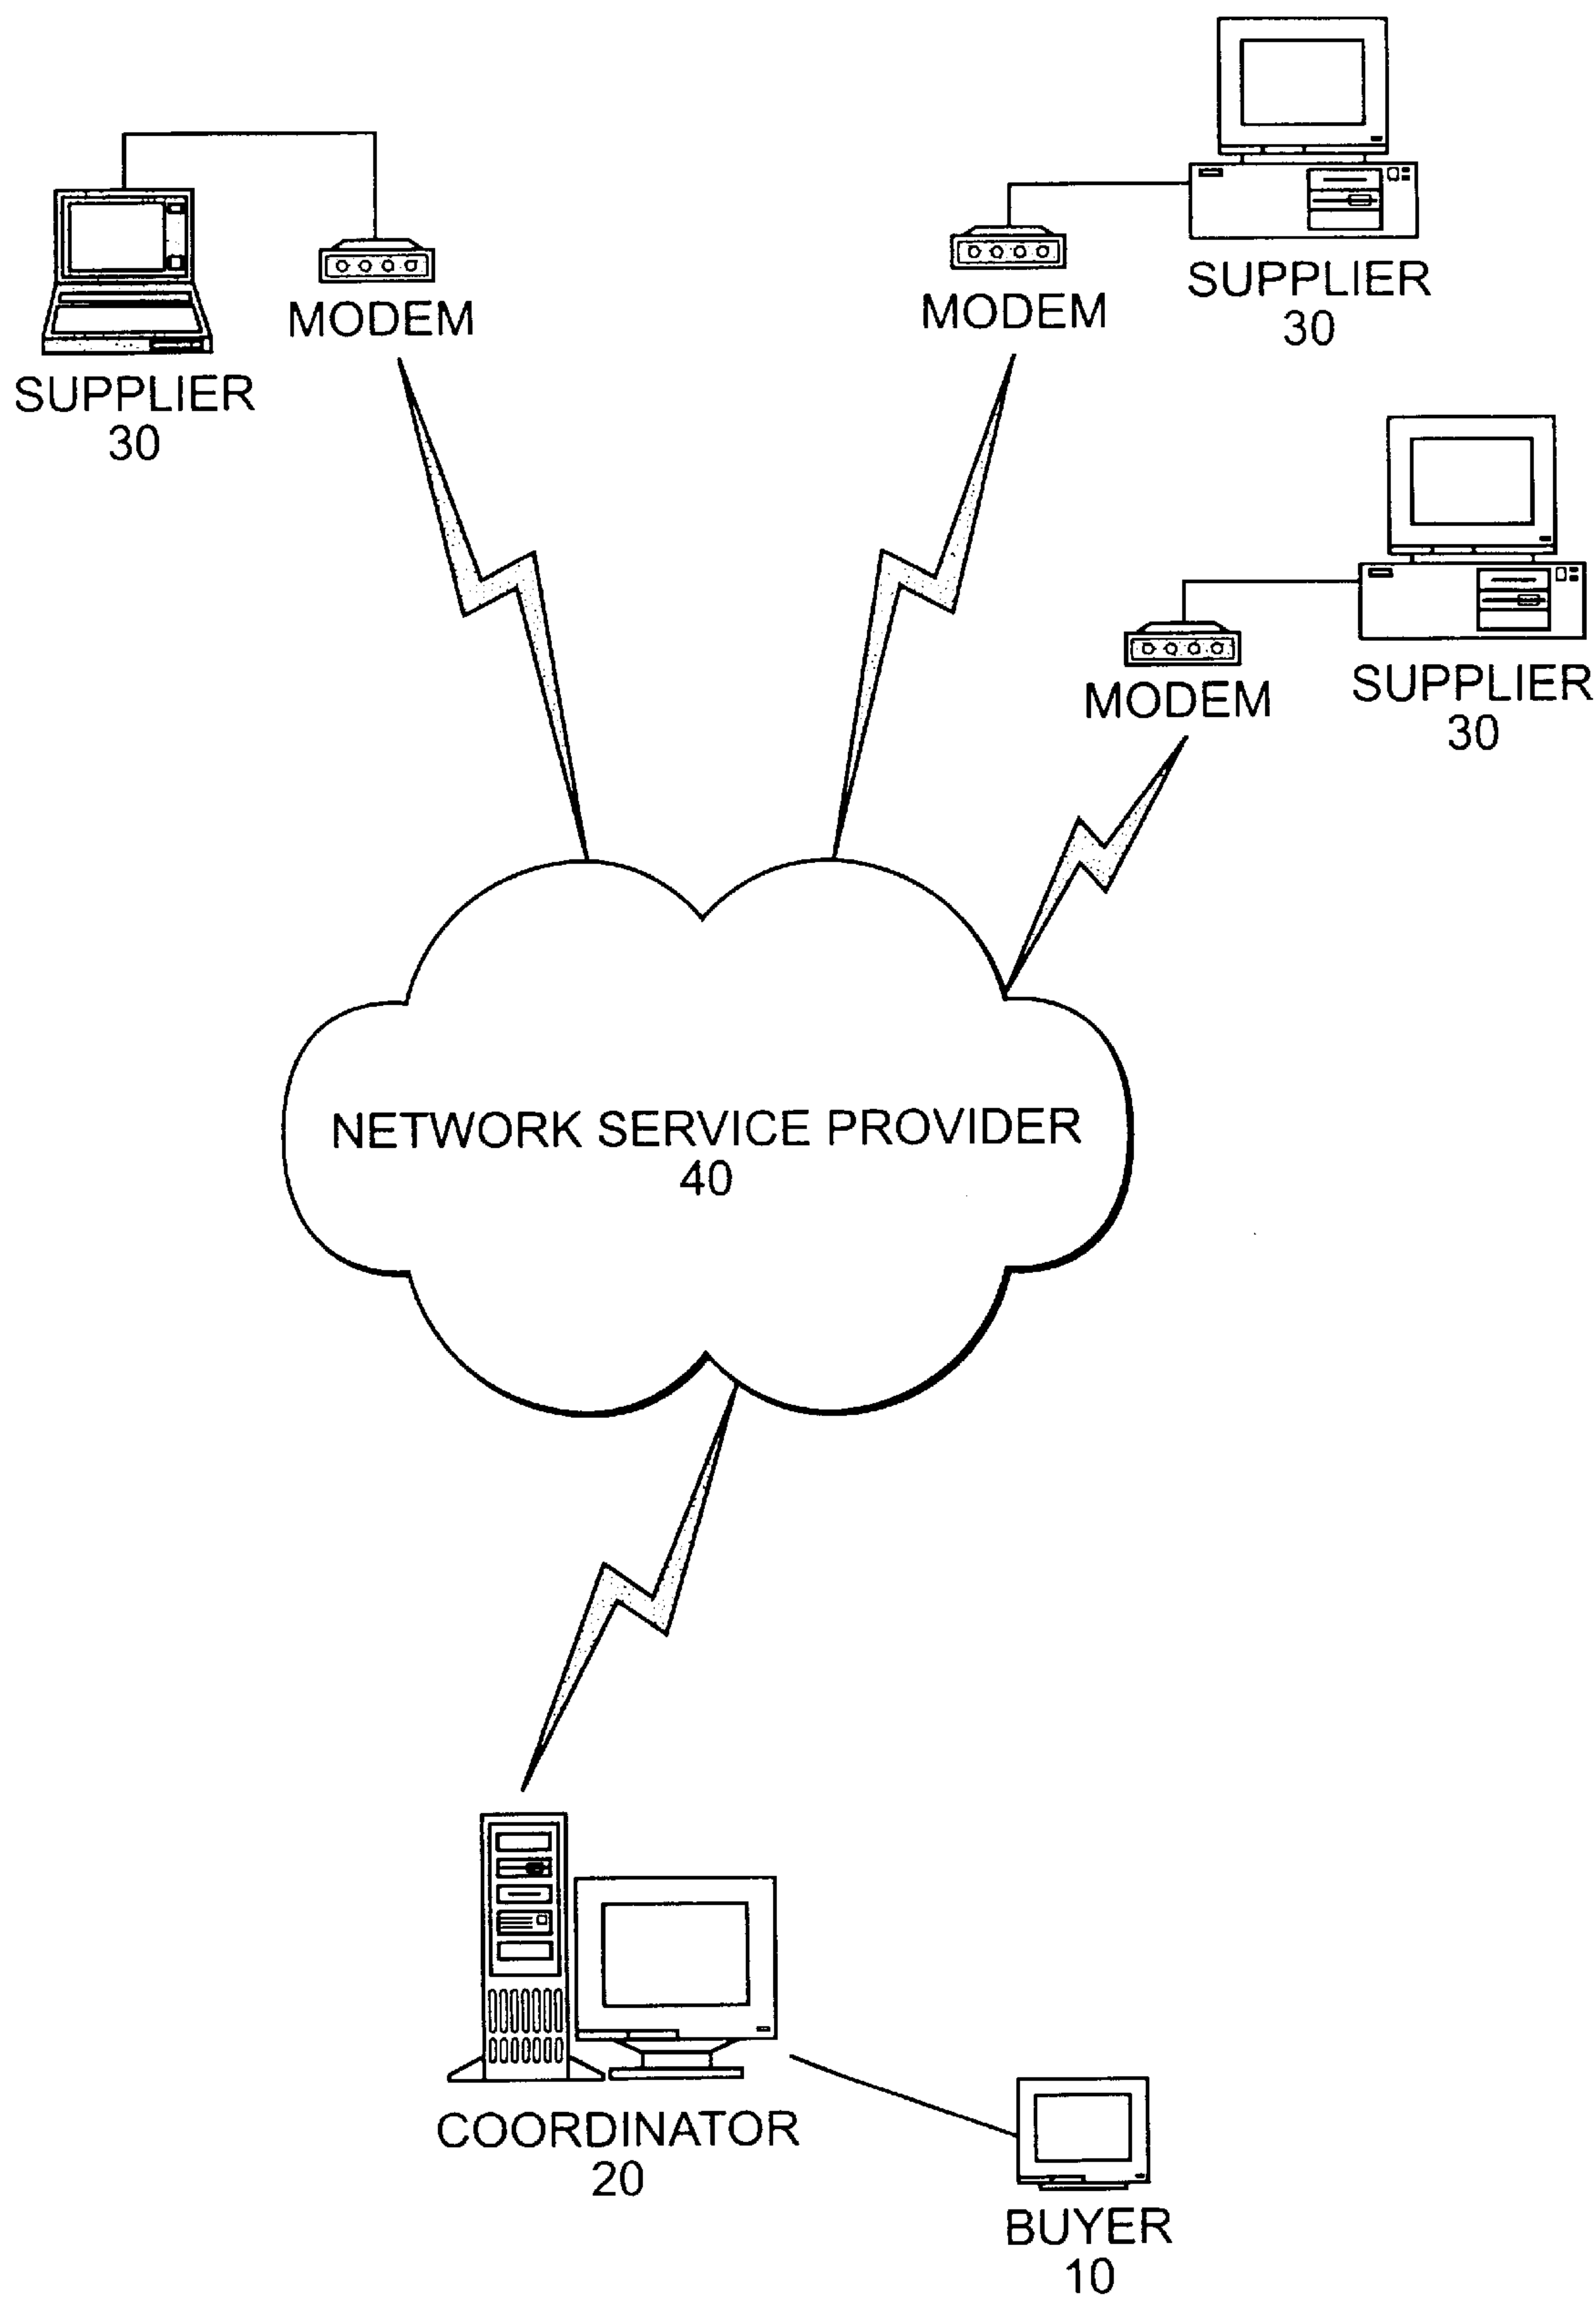 SUPPLIER
30
MODEM
MODEM
SUPPLIER
30
MODEM
SUPPLIER
30
NETWORK SERVICE PROVIDER
40
COORDINATOR
20
BUYER
10